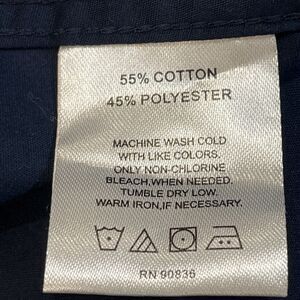 55% COTTON
45% POLYESTER
MACHINE WASH COLD
WITH LIKE COLORS.
ONLY NON-CHLORINE
BLEACH,WHEN NEEDED.
TUMBLE DRY LOW.
WARM IRON,IF NECESSARY.
RN 90836